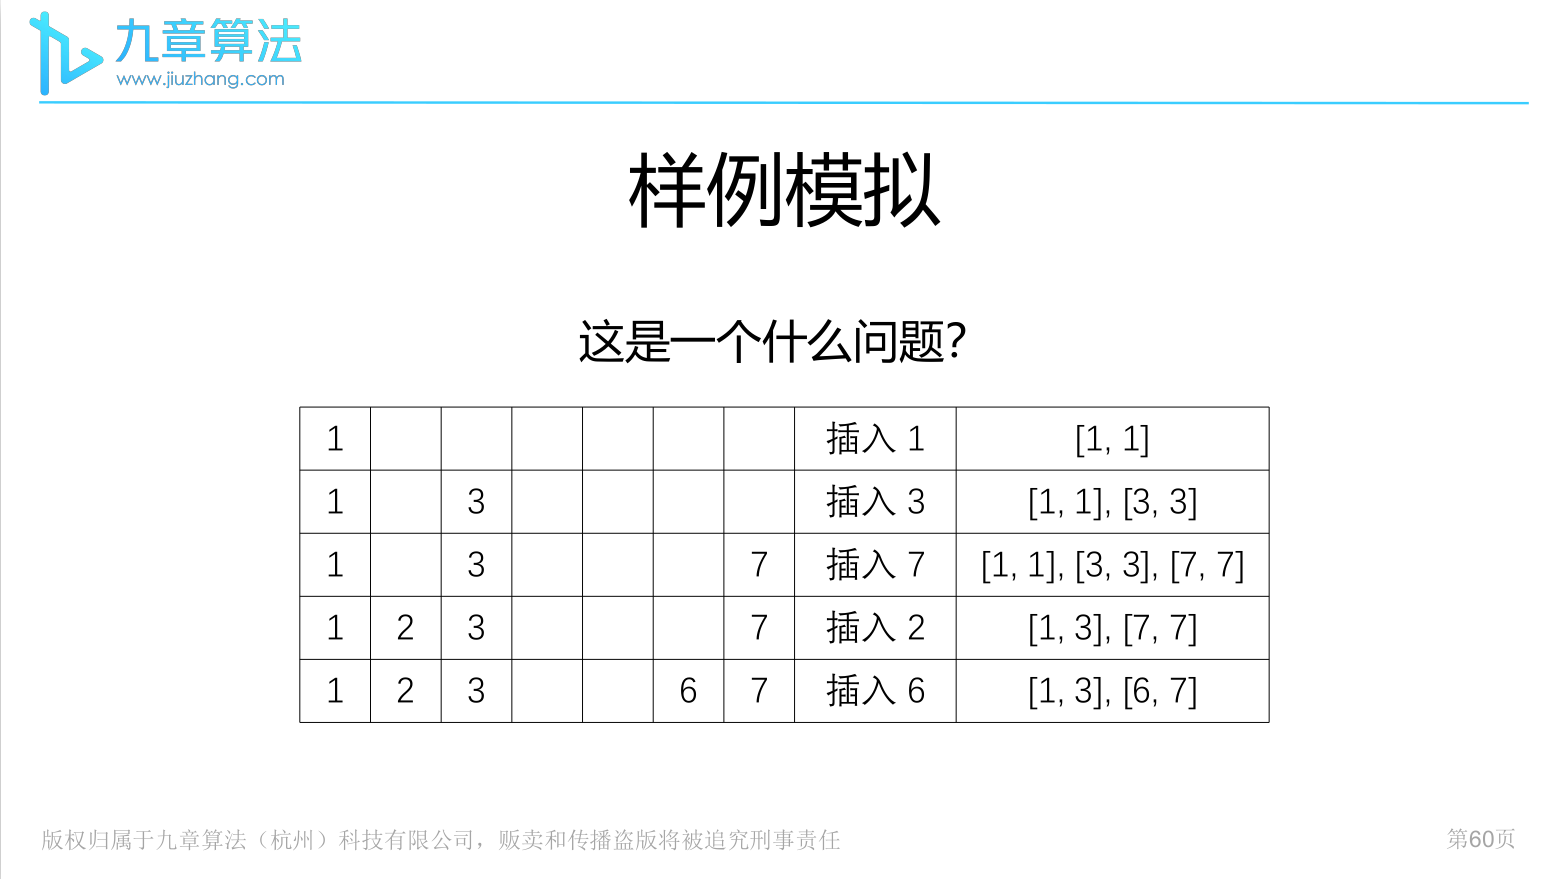 九章算法
www.jiuzhang.com
样例模拟
这是一个什么问题？
1 插入 1 [1, 1]
1 3 插入 3 [1, 1], [3, 3]
1 3 7 插入 7 [1, 1], [3, 3], [7, 7]
1 2 3 7 插入 2 [1, 3], [7, 7]
1 2 3 6 7 插入 6 [1, 3], [6, 7]
版权归属于九章算法（杭州）科技有限公司，贩卖和传播盗版将被追究刑事责任
第60页